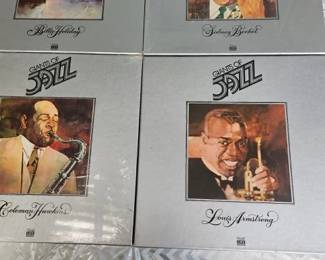 Billie Holiday
Sidney Bechet
GIANTS OF
JAZZ
GIANTS OF
JAZZ
Coleman Hawkins
Louis Armstrong